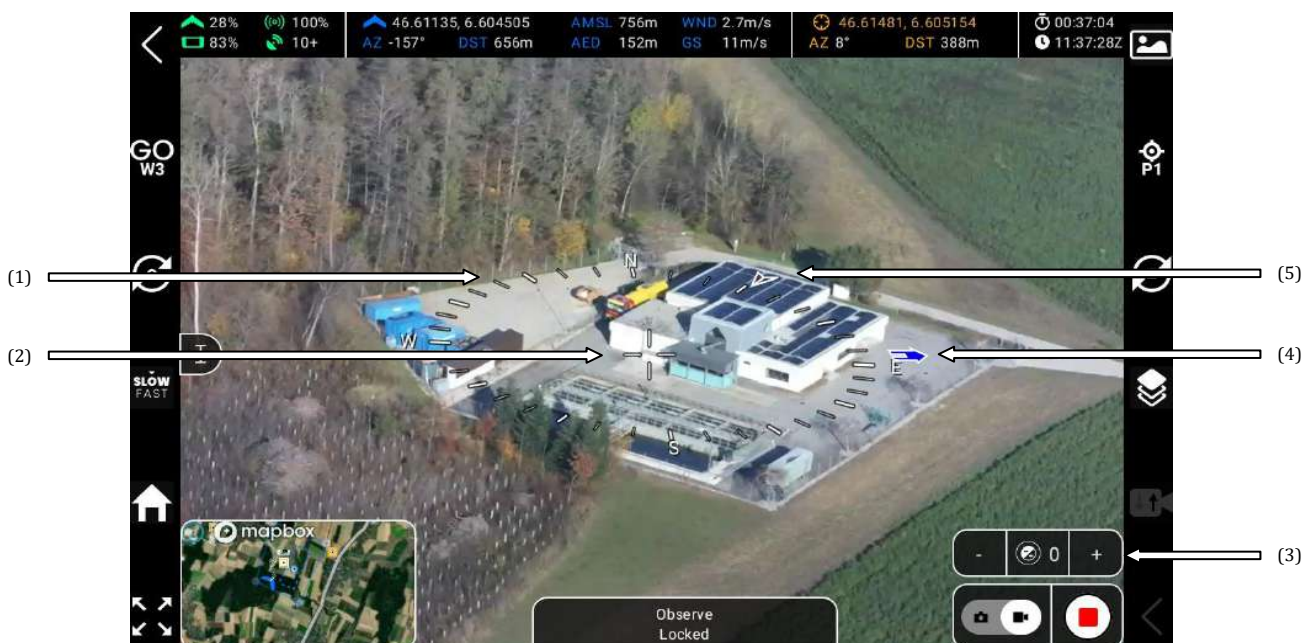 28% 100% 46.61135, 6.604505 AMSL 756m WND 2.7m/s 46.61481, 6.605154 00:37:04
83% 10+ AZ -157° DST 656m AED 152m GS 11m/s AZ 8° DST 388m 11:37:28Z
GO
W3
P1
N
(1)
(5)
W
(2)
(4)
E
SLOW
FAST
S
mapbox
- 0 +
(3)
Observe
Locked